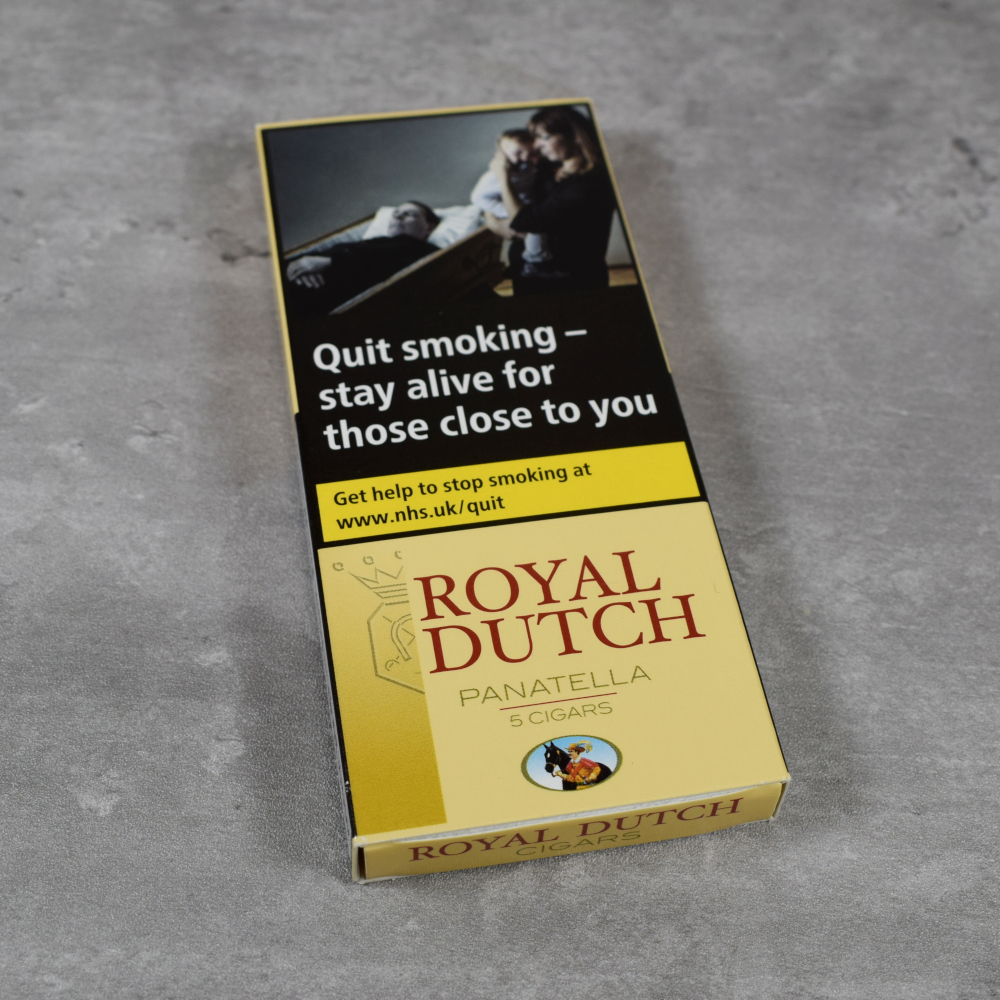 Quit smoking –
stay alive for
those close to you
Get help to stop smoking at
www.nhs.uk/quit
ROYAL
DUTCH
PANATELLA
5 CIGARS
ROYAL DUTCH
CIGARS